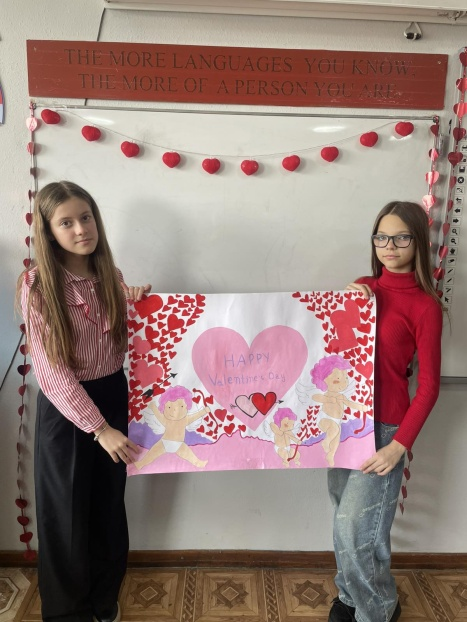 THE MORE LANGUAGES YOU KNOW,
THE MORE OF A PERSON YOU ARE.
HAPPY
Valentine's Day